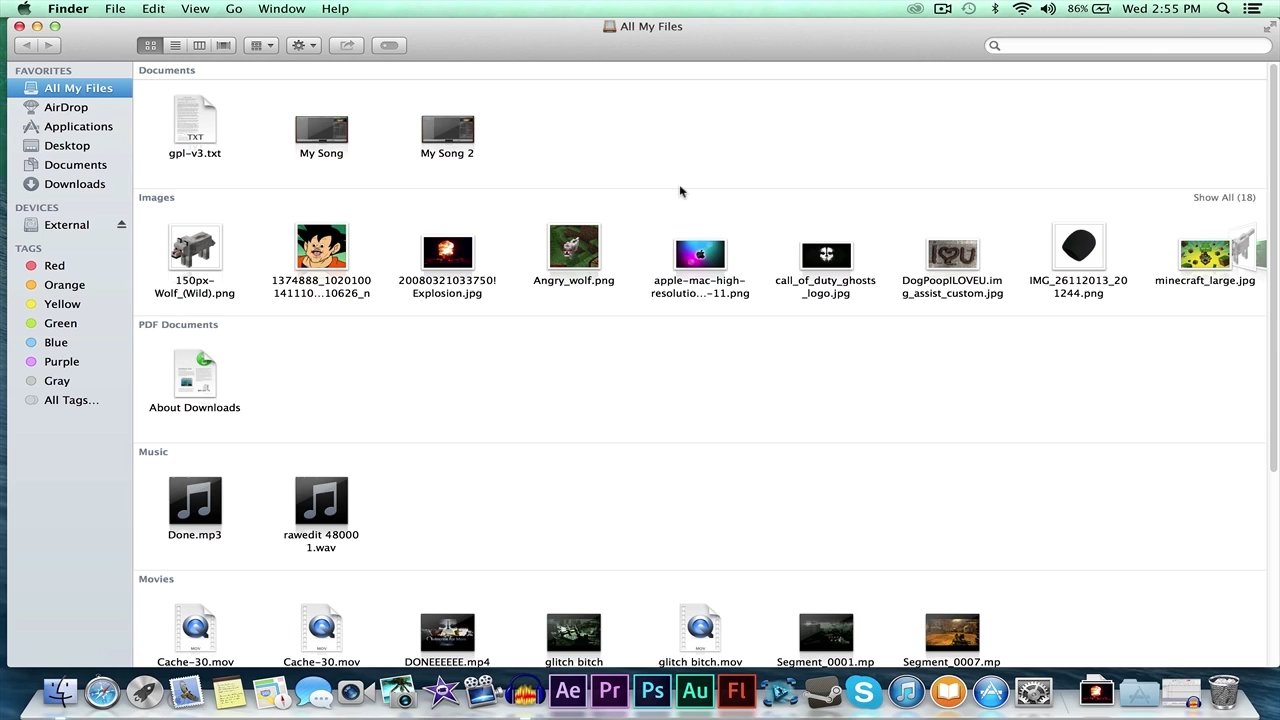 Finder File Edit View Go Window Help 86% Wed 2:55 PM
All My Files
FAVORITES
All My Files
AirDrop
Applications
Desktop
Documents
Downloads
DEVICES
External
TAGS
Red
Orange
Yellow
Green
Blue
Purple
Gray
All Tags...
Documents
TXT
gpl-v3.txt My Song My Song 2
Images Show All (18)
150px-
Wolf_(Wild).png
1374888_1020100
141110...10626_n
20080321033750!
Explosion.jpg
Angry_wolf.png
apple-mac-high-
resolutio...-11.png
call_of_duty_ghosts
_logo.jpg
DogPoopILOVEU.im
g_assist_custom.jpg
IMG_26112013_20
1244.png
minecraft_large.jpg
PDF Documents
About Downloads
Music
Done.mp3
rawedit 48000
1.wav
Movies
MOV MOV MOV
Cache-30.mov Cache-30.mov DONEEEEEE.mp4 glitch bitch glitch bitch.mov Segment_0001.mp Segment_0007.mp
Ae Pr Ps Au Fl